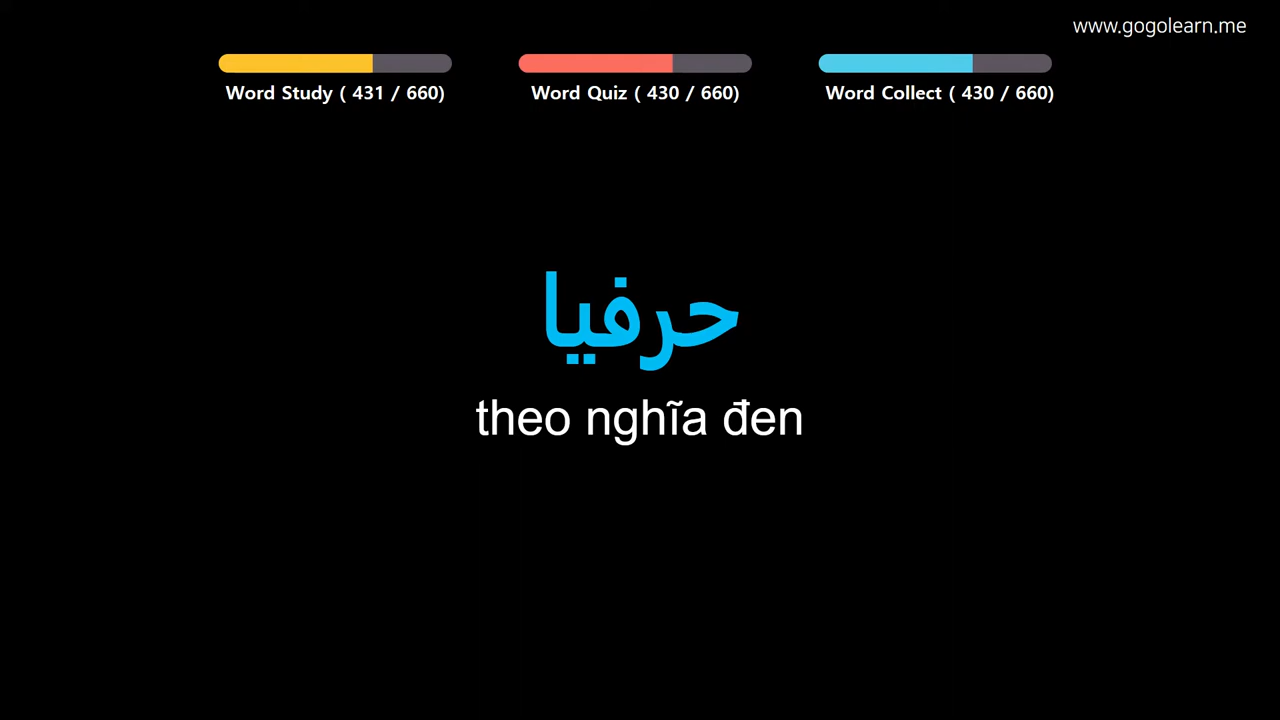 www.gogolearn.me
Word Study ( 431 / 660)
Word Quiz ( 430 / 660)
Word Collect ( 430 / 660)
حرفيا
theo nghĩa đen